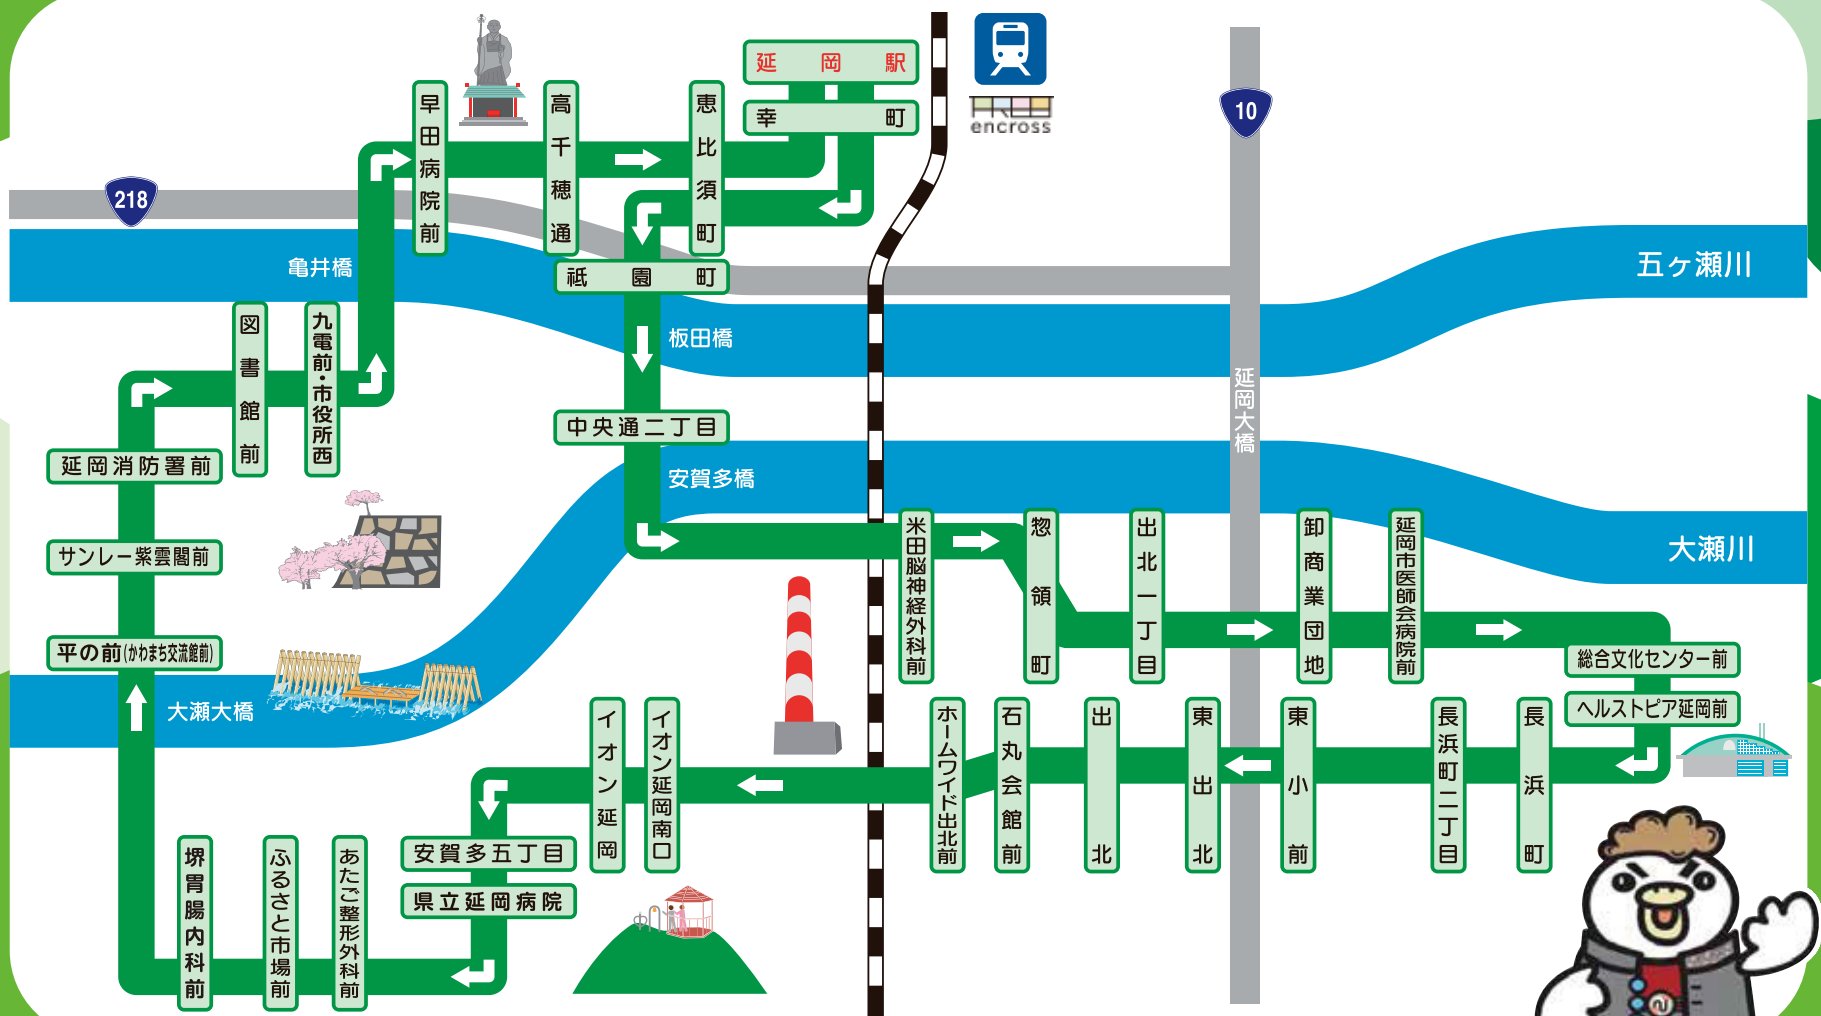 延岡駅
幸町
encross
10
218
早田病院前
高千穂通
恵比須町
祇園町
亀井橋
五ヶ瀬川
板田橋
図書館前
九電前・市役所西
延岡大橋
中央通二丁目
安賀多橋
延岡消防署前
サンレー紫雲閣前
平の前(かわまち交流館前)
大瀬大橋
大瀬川
米田脳神経外科前
惣領町
出北一丁目
卸商業団地
延岡市医師会病院前
総合文化センター前
ヘルストピア延岡前
長浜町
長浜町二丁目
東小前
東出北
出北
石丸会館前
ホームワイド出北前
イオン延岡南口
イオン延岡
安賀多五丁目
県立延岡病院
あたご整形外科前
ふるさと市場前
堺胃腸内科前